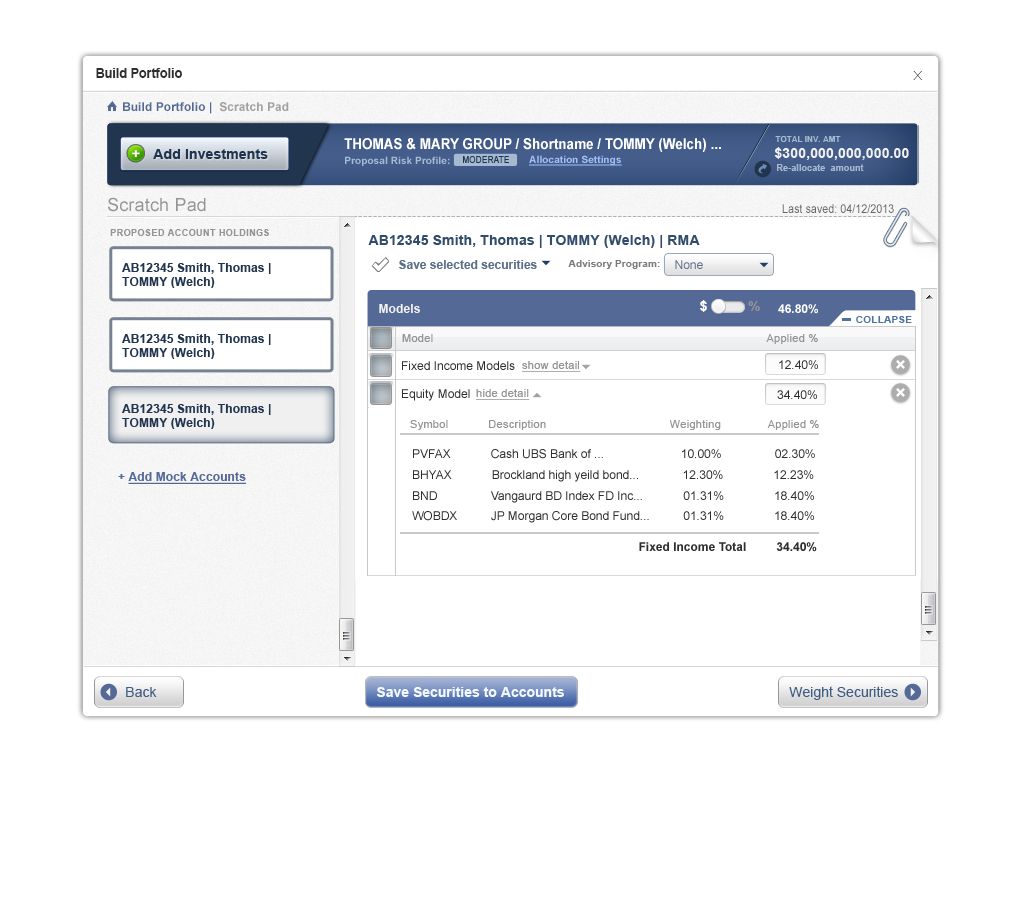 Build Portfolio
Build Portfolio | Scratch Pad
Add Investments
THOMAS & MARY GROUP / Shortname / TOMMY (Welch) ...
Proposal Risk Profile: MODERATE Allocation Settings
TOTAL INV. AMT
$300,000,000,000.00
Re-allocate amount
Scratch Pad
Last saved: 04/12/2013
PROPOSED ACCOUNT HOLDINGS
AB12345 Smith, Thomas |
TOMMY (Welch)
AB12345 Smith, Thomas |
TOMMY (Welch)
AB12345 Smith, Thomas |
TOMMY (Welch)
+ Add Mock Accounts
AB12345 Smith, Thomas | TOMMY (Welch) | RMA
Save selected securities Advisory Program: None
Models $ % 46.80%
COLLAPSE
Model Applied %
Fixed Income Models show detail 12.40%
Equity Model hide detail 34.40%
Symbol Description Weighting Applied %
PVFAX Cash UBS Bank of ... 10.00% 02.30%
BHYAX Brockland high yeild bond... 12.30% 12.23%
BND Vangaurd BD Index FD Inc... 01.31% 18.40%
WOBDX JP Morgan Core Bond Fund... 01.31% 18.40%
Fixed Income Total 34.40%
Back
Save Securities to Accounts
Weight Securities